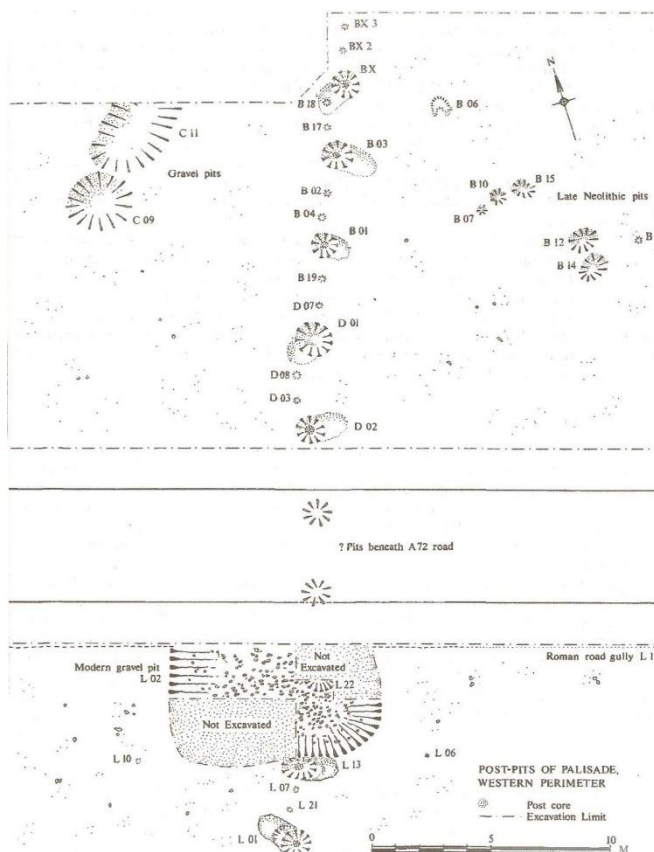 BX 3
BX 2
BX
N
B 18
B 06
C 11
B 17
B 03
Gravel pits
B 15
B 10
B 02
Late Neolithic pits
B 07
C 09
B 04
B 01
B 12
B
B 14
B 19
D 07
D 01
D 08
D 03
D 02
? Pits beneath A72 road
Modern gravel pit
L 02
Not
Excavated
Roman road gully L 1
L 22
Not Excavated
L 10
L 13
L 06
L 07
L 21
L 01
POST-PITS OF PALISADE,
WESTERN PERIMETER
Post core
Excavation Limit
0 5 10
M